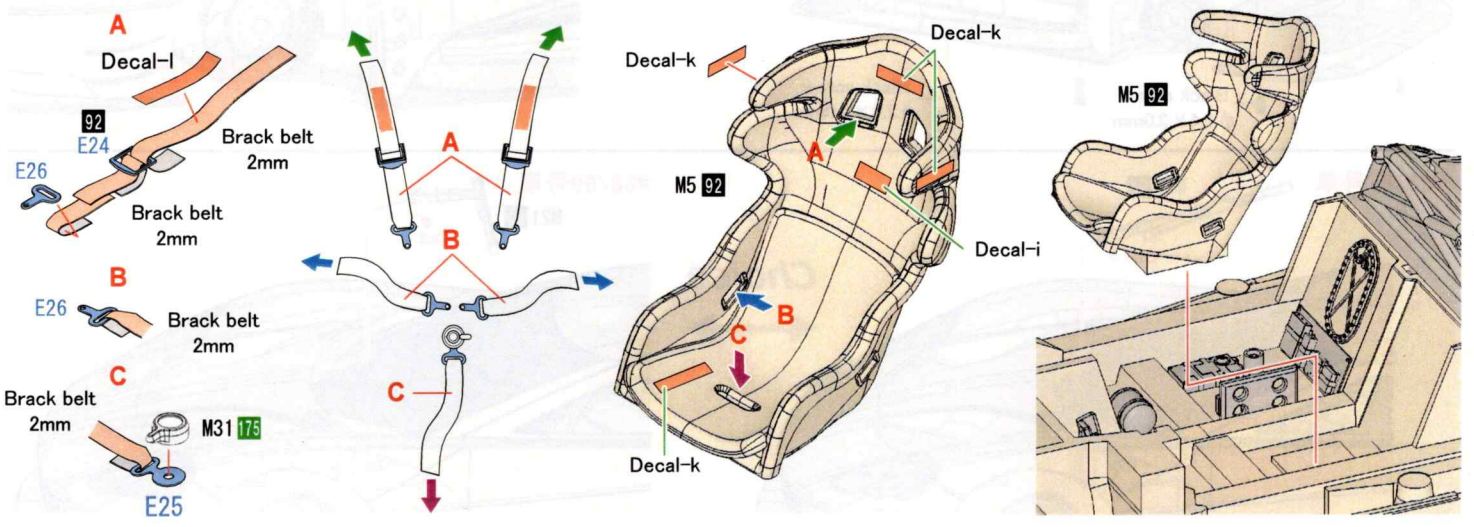 A
Decal-l
92
E24
E26
Brack belt
2mm
Brack belt
2mm
B
E26
Brack belt
2mm
C
Brack belt
2mm
M31 175
E25
A
B
C
Decal-k
Decal-k
A
M5 92
Decal-i
B
C
Decal-k
M5 92